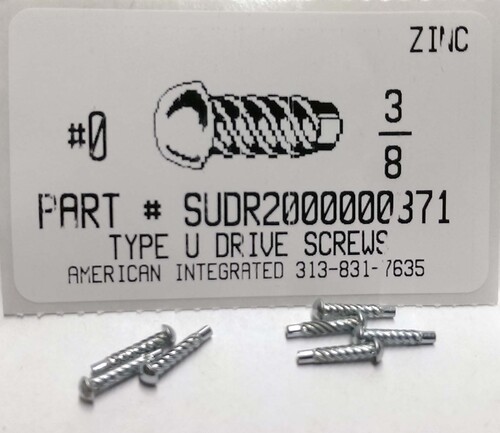 ZINC
#0
3
8
PART # SUDR2000000371
TYPE U DRIVE SCREWS
AMERICAN INTEGRATED 313-831-7635